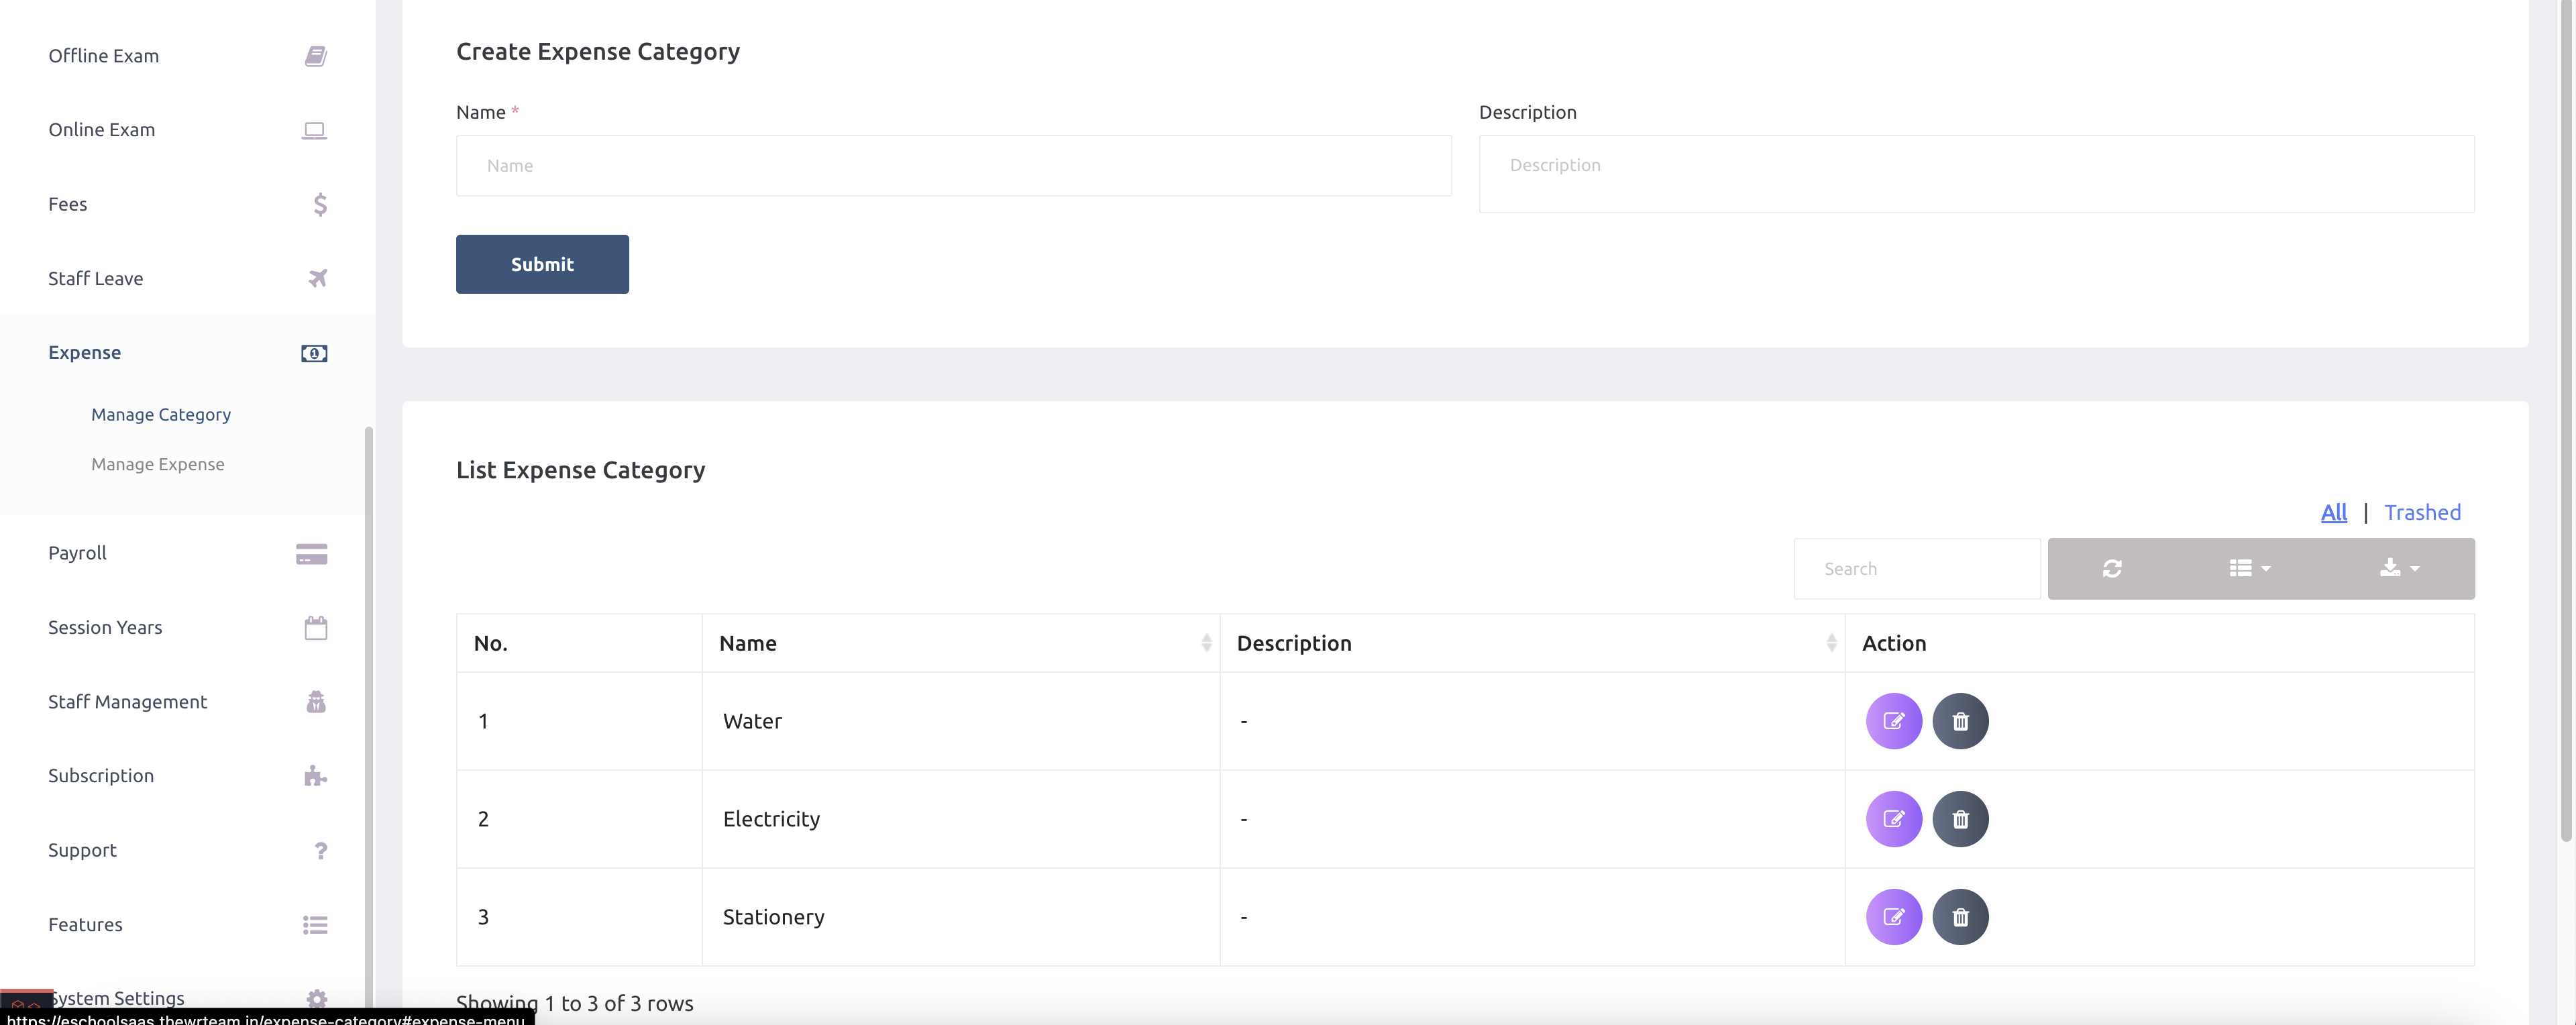 Offline Exam
Online Exam
Fees
Staff Leave
Expense
Manage Category
Manage Expense
Payroll
Session Years
Staff Management
Subscription
Support
Features
System Settings
https://eschoolsaas.thewrteam.in/expense-category#expense-menu
Create Expense Category
Name *
Description
Name
Description
Submit
List Expense Category
All | Trashed
Search
No. Name Description Action
1 Water -
2 Electricity -
3 Stationery -
Showing 1 to 3 of 3 rows